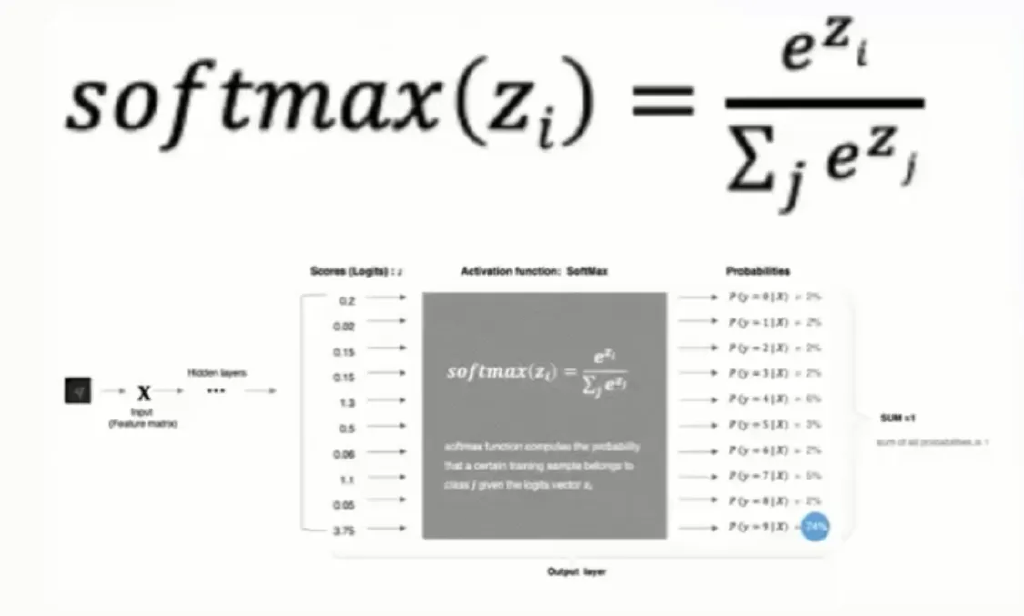 softmax(z_i) = e^{z_i} / Σ_j e^{z_j}
Scores (Logits) : z
Activation function: SoftMax
Probabilities
0.2
P(y=0|X) = 2%
0.02
P(y=1|X) = 2%
0.15
P(y=2|X) = 2%
0.15
P(y=3|X) = 2%
1.3
P(y=4|X) = 6%
0.5
P(y=5|X) = 3%
0.06
P(y=6|X) = 2%
1.1
P(y=7|X) = 5%
0.05
P(y=8|X) = 2%
3.75
P(y=9|X) = 74%
softmax(z_i) = e^{z_i} / Σ_j e^{z_j}
softmax function computes the probability
that a certain training sample belongs to
class j given the logits vector z_i
Hidden layers
...
X
Input
(Feature matrix)
SUM =1
sum of all probabilities is 1
Output layer